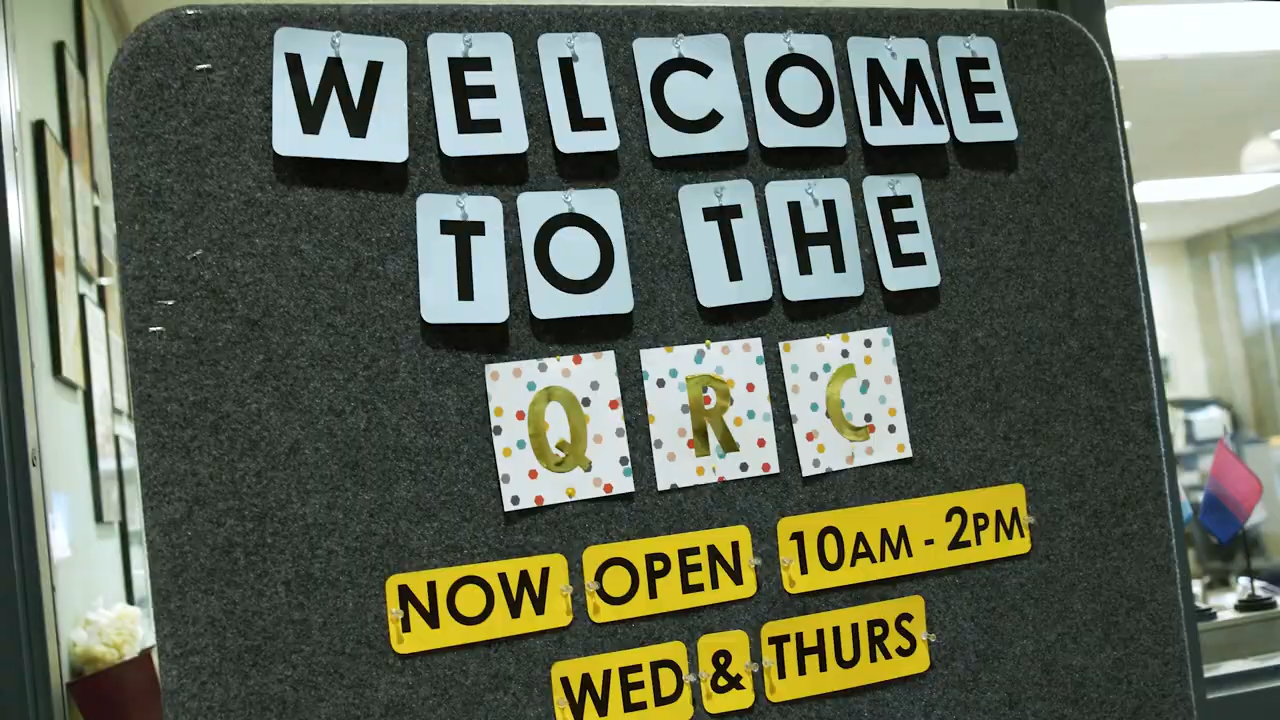 WELCOME
TO THE
QRC
NOW OPEN 10AM - 2PM
WED & THURS